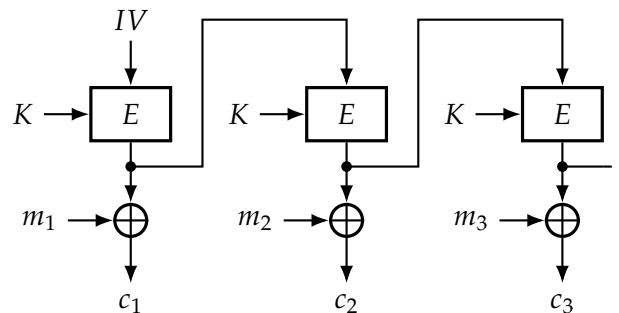 IV
K E K E K E
m₁ m₂ m₃
c₁ c₂ c₃